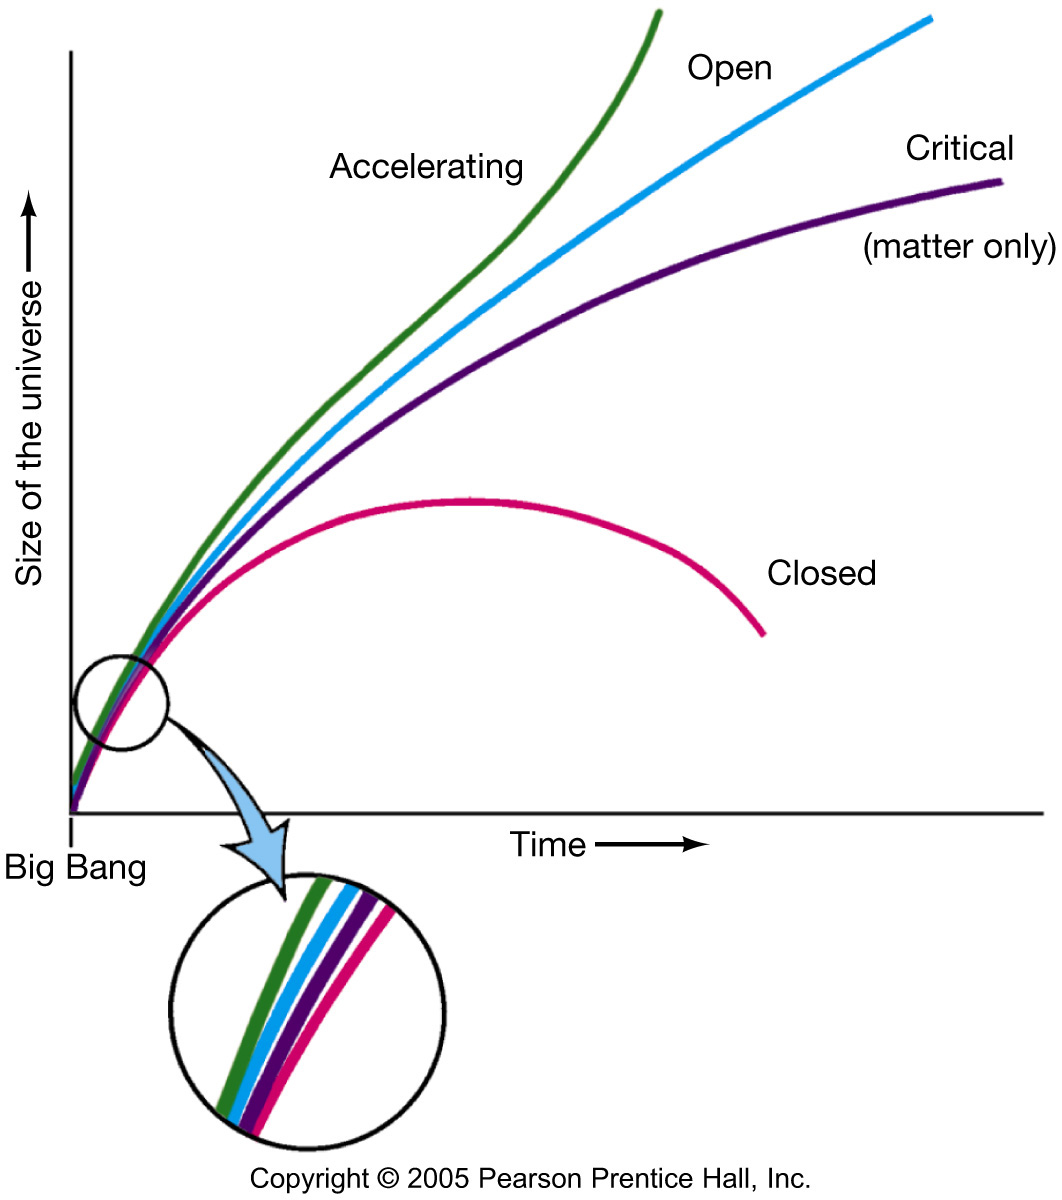 Open
Critical
Accelerating
(matter only)
Size of the universe
Closed
Time
Big Bang
Copyright © 2005 Pearson Prentice Hall, Inc.